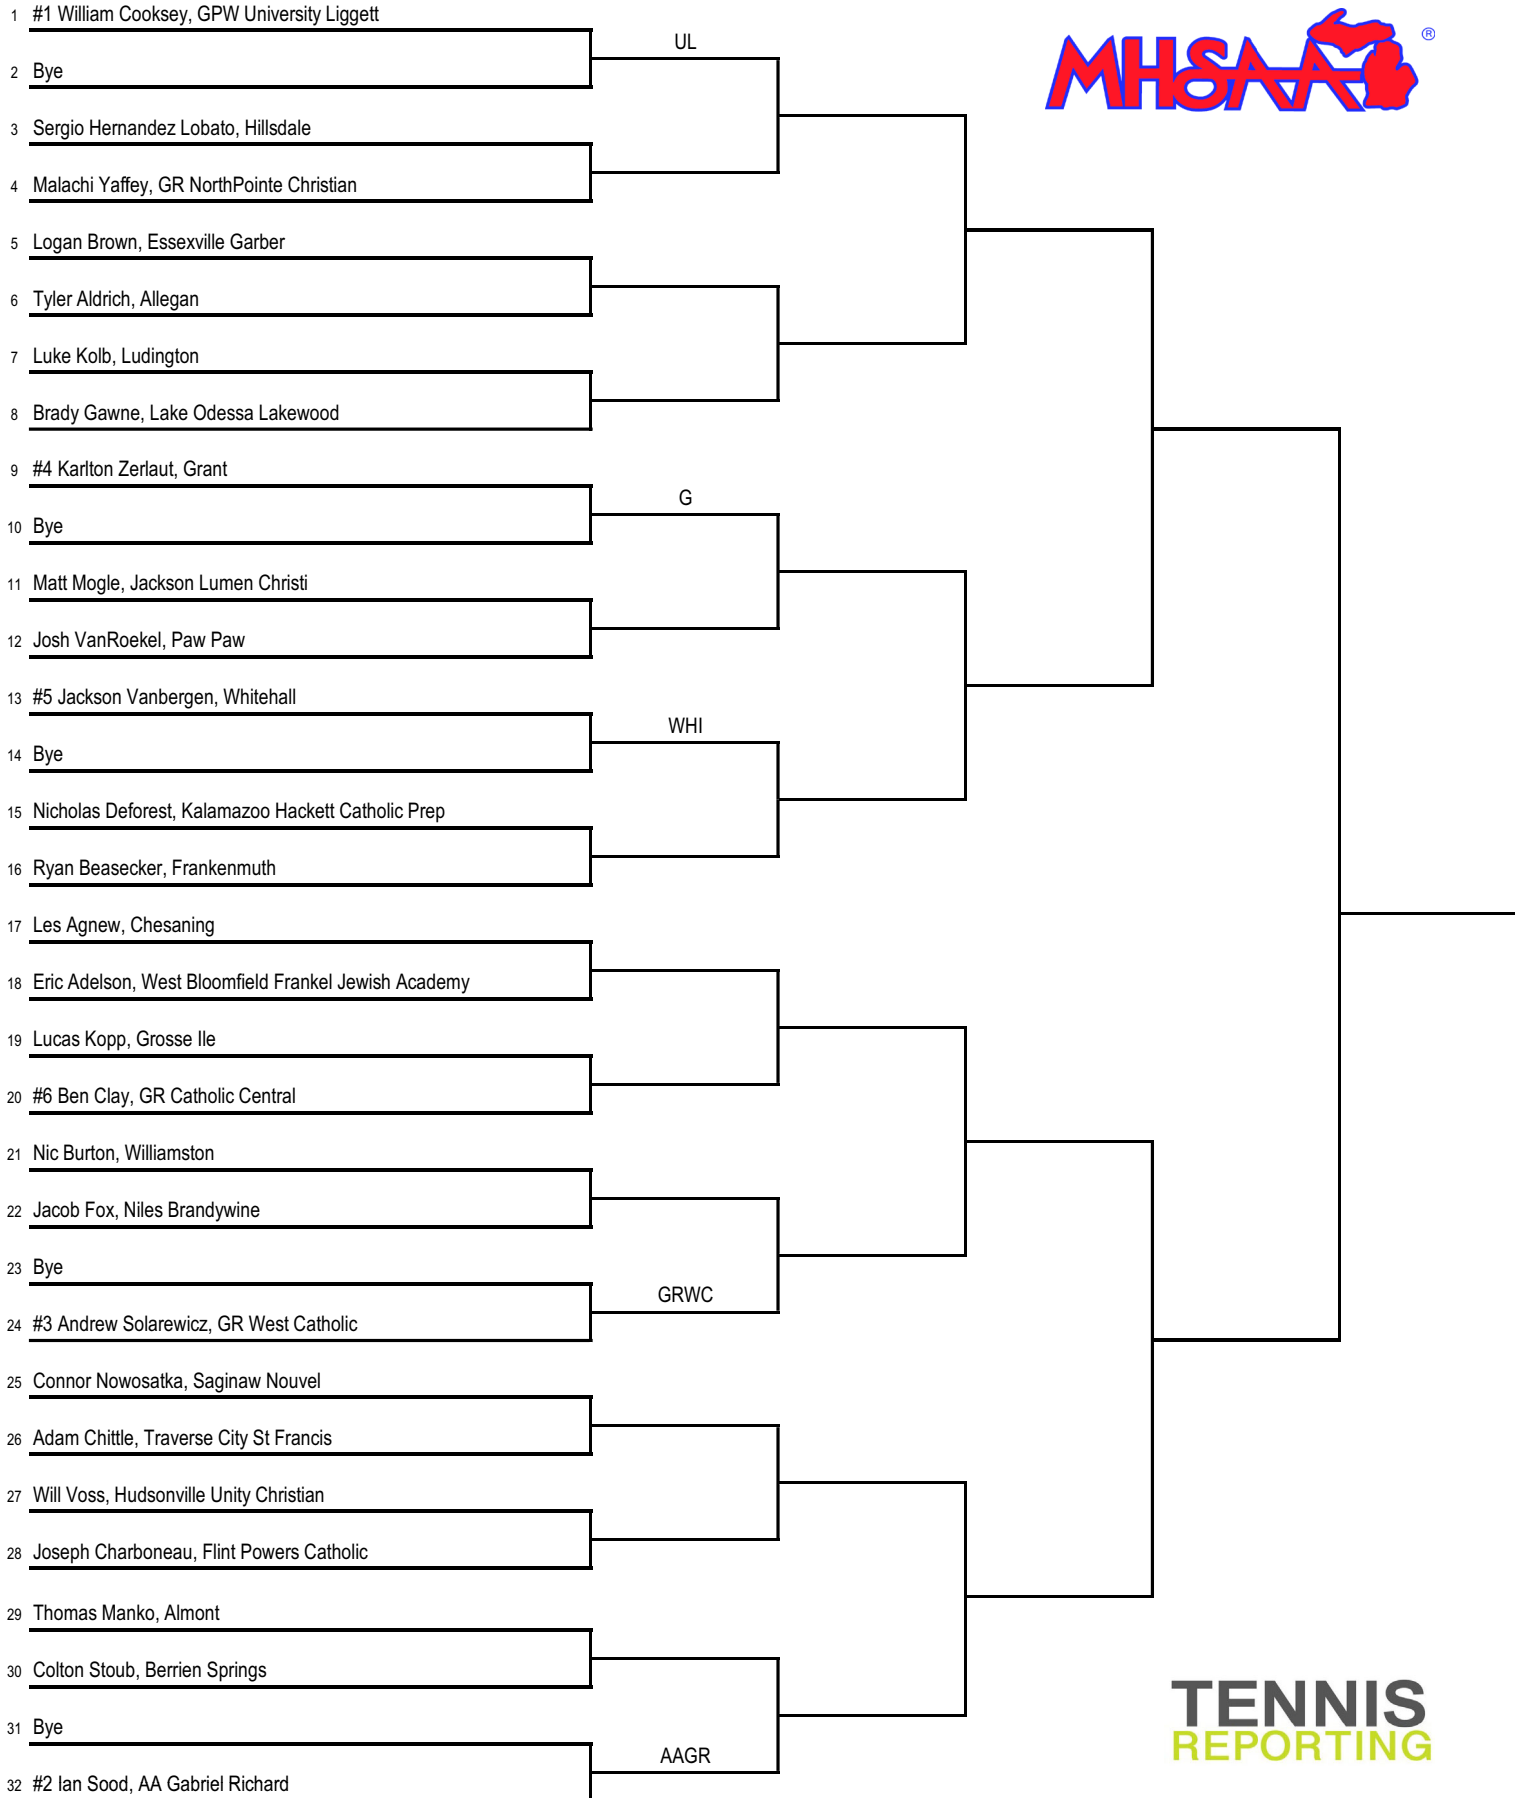 1 #1 William Cooksey, GPW University Liggett
UL
MHSAA ®
2 Bye
3 Sergio Hernandez Lobato, Hillsdale
4 Malachi Yaffey, GR NorthPointe Christian
5 Logan Brown, Essexville Garber
6 Tyler Aldrich, Allegan
7 Luke Kolb, Ludington
8 Brady Gawne, Lake Odessa Lakewood
9 #4 Karlton Zerlaut, Grant
G
10 Bye
11 Matt Mogle, Jackson Lumen Christi
12 Josh VanRoekel, Paw Paw
13 #5 Jackson Vanbergen, Whitehall
WHI
14 Bye
15 Nicholas Deforest, Kalamazoo Hackett Catholic Prep
16 Ryan Beasecker, Frankenmuth
17 Les Agnew, Chesaning
18 Eric Adelson, West Bloomfield Frankel Jewish Academy
19 Lucas Kopp, Grosse Ile
20 #6 Ben Clay, GR Catholic Central
21 Nic Burton, Williamston
22 Jacob Fox, Niles Brandywine
23 Bye
GRWC
24 #3 Andrew Solarewicz, GR West Catholic
25 Connor Nowosatka, Saginaw Nouvel
26 Adam Chittle, Traverse City St Francis
27 Will Voss, Hudsonville Unity Christian
28 Joseph Charboneau, Flint Powers Catholic
29 Thomas Manko, Almont
30 Colton Stoub, Berrien Springs
31 Bye
AAGR
32 #2 Ian Sood, AA Gabriel Richard
TENNIS
REPORTING